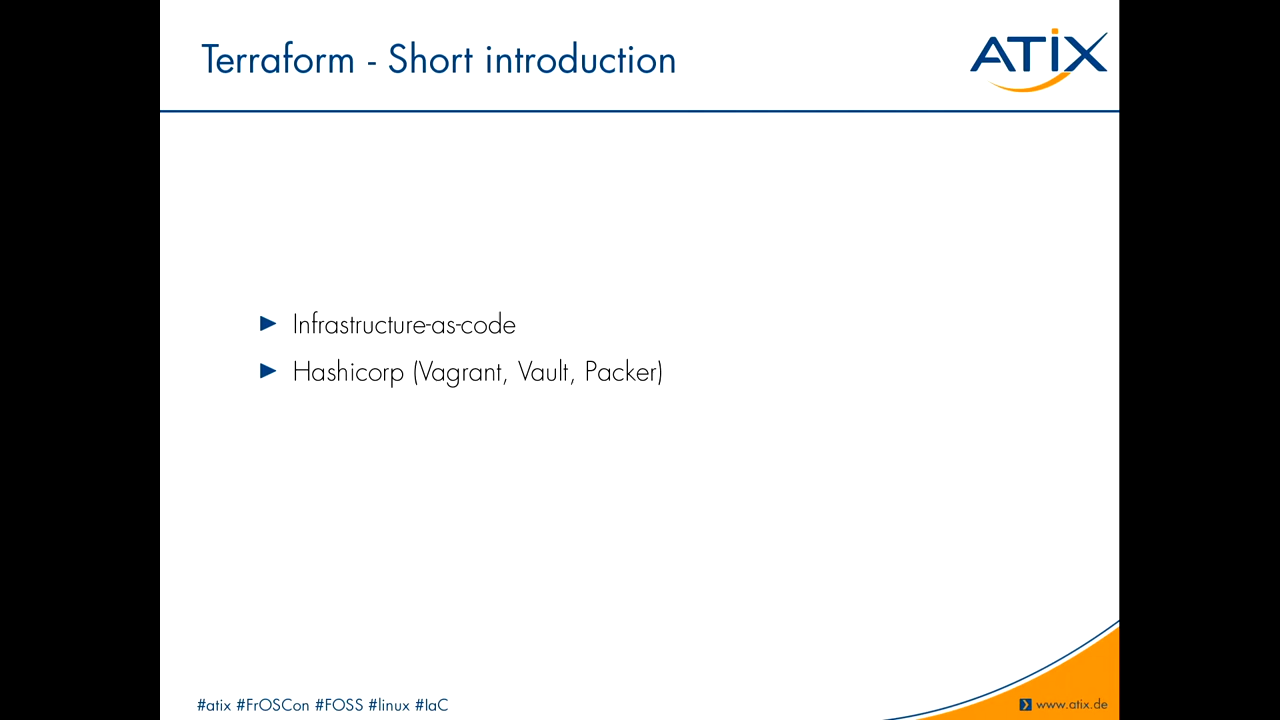 Terraform - Short introduction
ATIX
Infrastructure-as-code
Hashicorp (Vagrant, Vault, Packer)
#atix #FrOSCon #FOSS #linux #IaC
www.atix.de